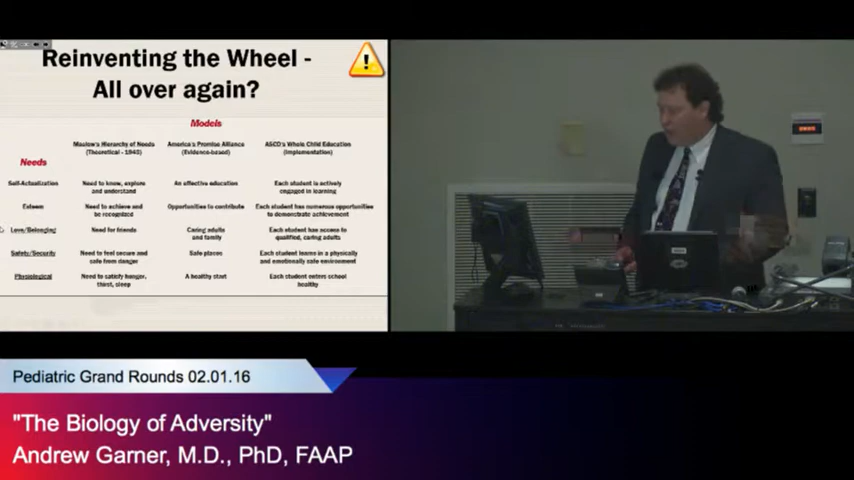 Reinventing the Wheel -
All over again?
Models
Needs
Maslow's Hierarchy of Needs
(Theoretical - 1943)
America's Promise Alliance
(Evidence-based)
ASCD's Whole Child Education
(Implementation)
Self-Actualization
Need to know, explore
and understand
An effective education
Each student is actively
engaged in learning
Esteem
Need to achieve and
be recognized
Opportunities to contribute
Each student has numerous opportunities
to demonstrate achievement
Love/Belonging
Need for friends
Caring adults
and family
Each student has access to
qualified, caring adults
Safety/Security
Need to feel secure and
safe from danger
Safe places
Each student learns in a physically
and emotionally safe environment
Physiological
Need to satisfy hunger,
thirst, sleep
A healthy start
Each student enters school
healthy
Pediatric Grand Rounds 02.01.16
"The Biology of Adversity"
Andrew Garner, M.D., PhD, FAAP